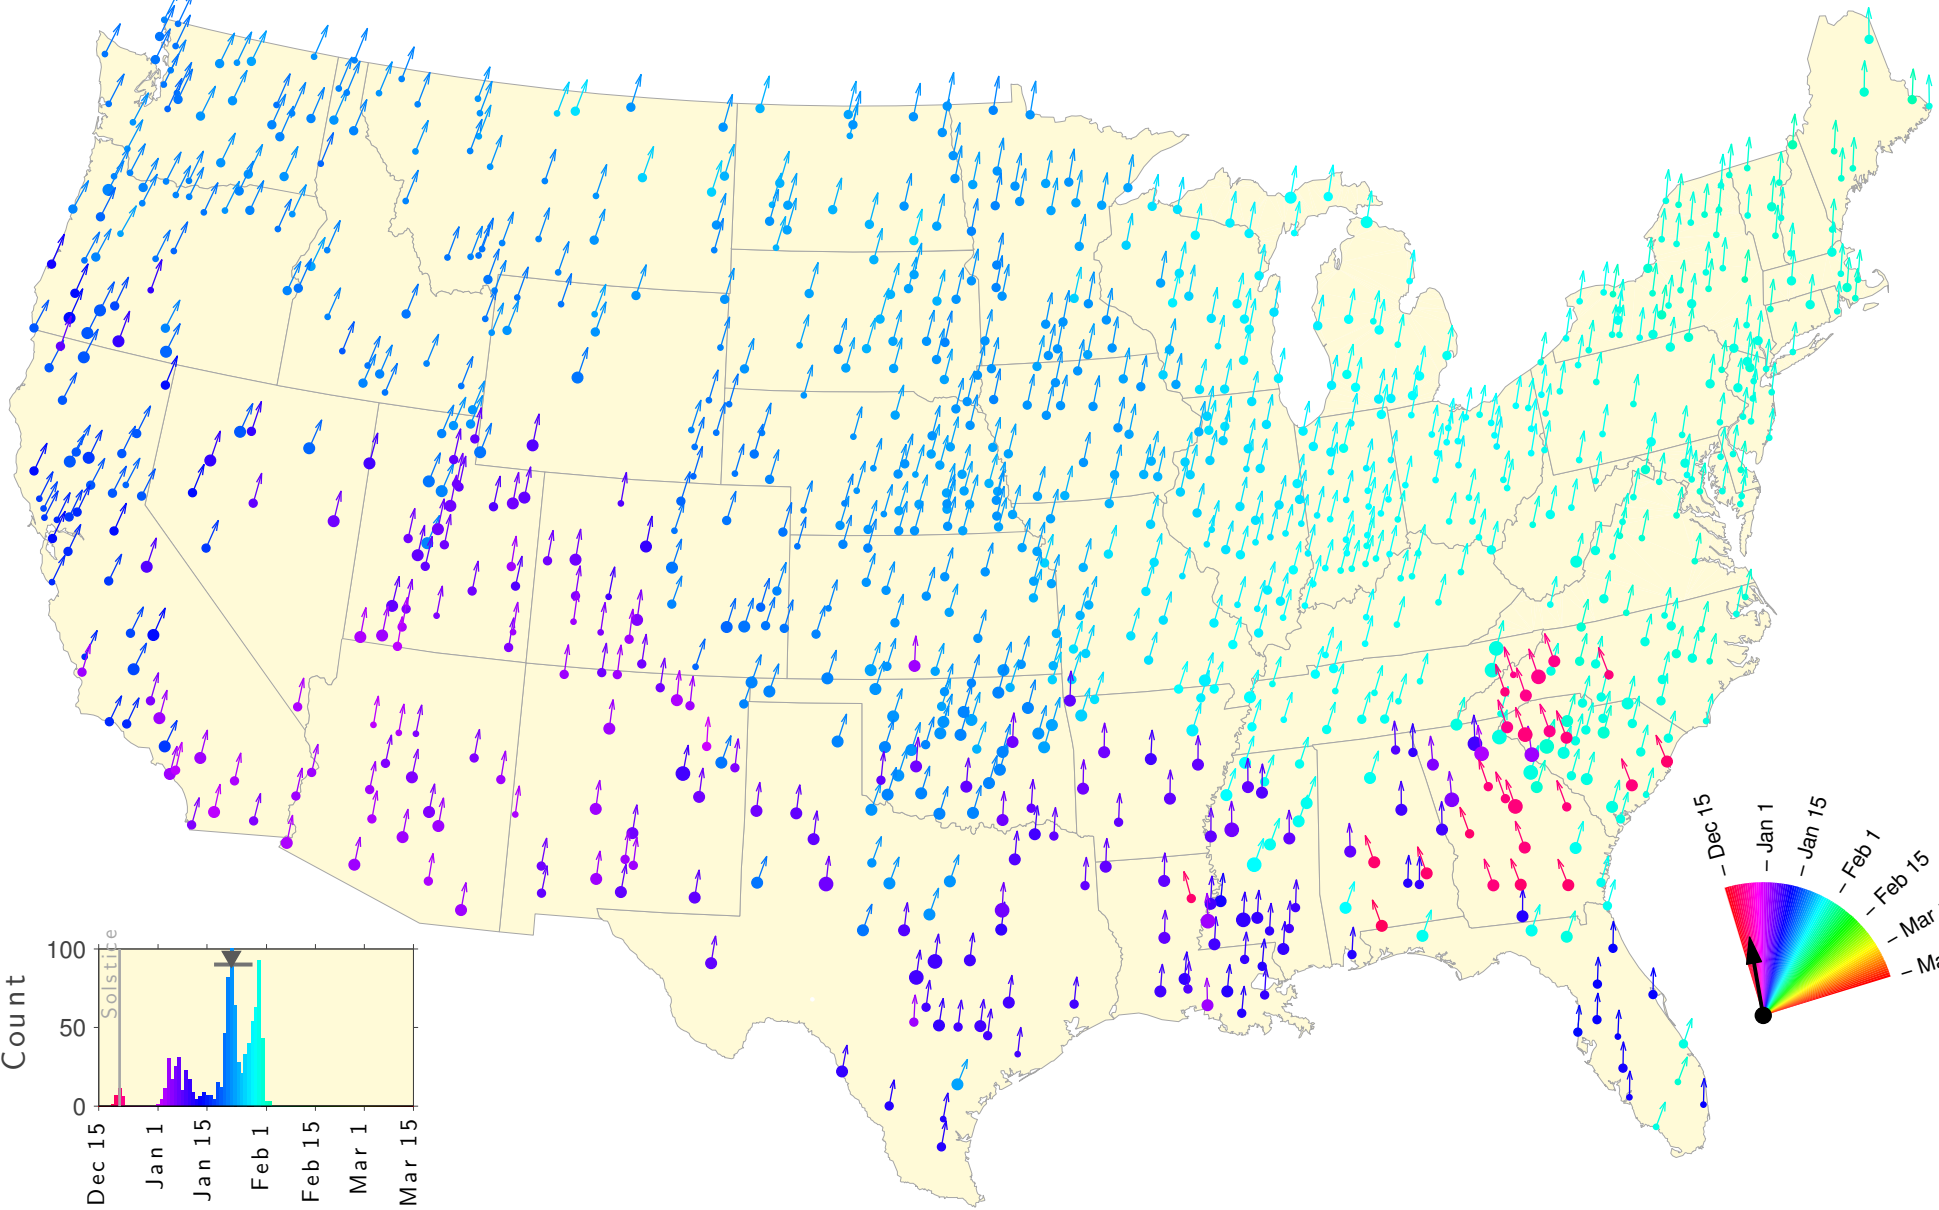 – Dec 15
– Jan 1
– Jan 15
– Feb 1
– Feb 15
– Mar
– Ma
100
50
0
Count
Solstice
Dec 15
Jan 1
Jan 15
Feb 1
Feb 15
Mar 1
Mar 15